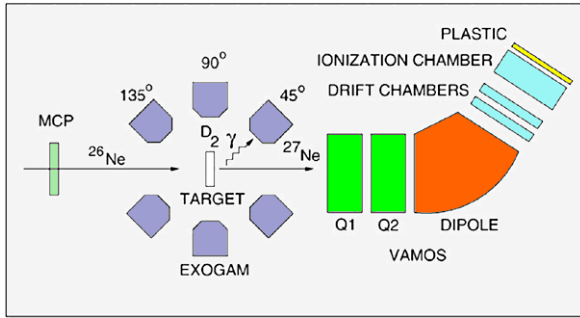 PLASTIC
IONIZATION CHAMBER
DRIFT CHAMBERS
90°
135°
45°
MCP
D₂
γ
²⁶Ne
²⁷Ne
TARGET
EXOGAM
Q1
Q2
DIPOLE
VAMOS